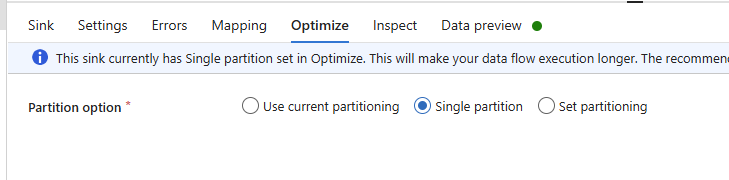 Sink Settings Errors Mapping Optimize Inspect Data preview
This sink currently has Single partition set in Optimize. This will make your data flow execution longer. The
Partition option * Use current partitioning Single partition Set partitioning